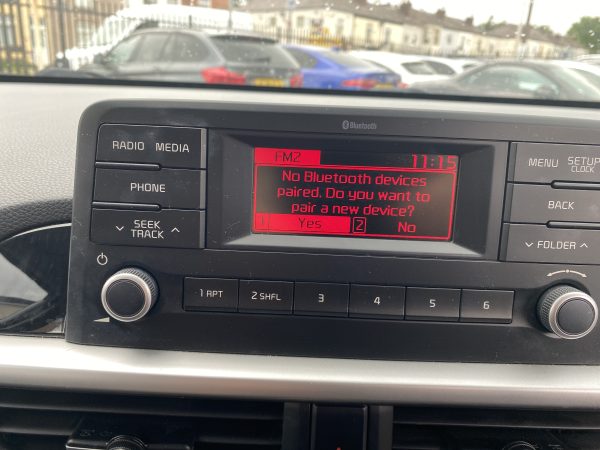 Bluetooth
RADIO MEDIA
PHONE
SEEK
TRACK
FM2 11:15
No Bluetooth devices
paired. Do you want to
pair a new device?
1 Yes 2 No
MENU SETUP
CLOCK
BACK
FOLDER
1 RPT 2 SHFL 3 4 5 6